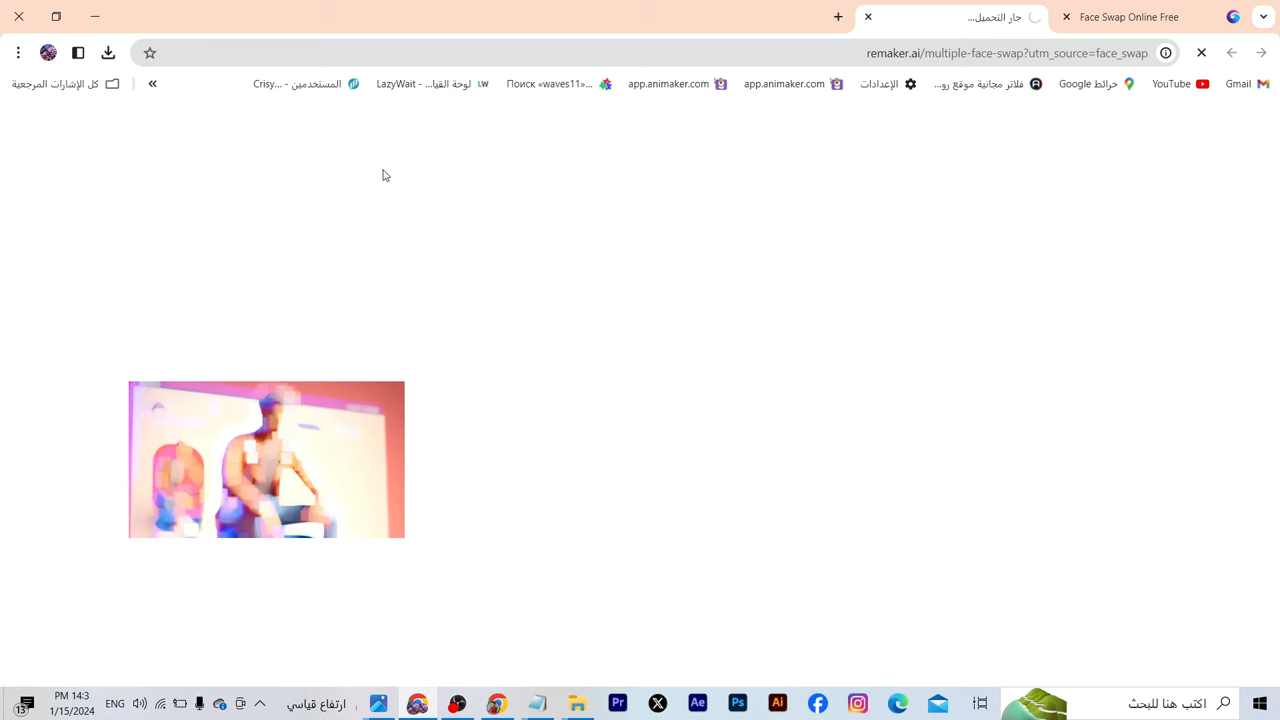 جار التحميل...
Face Swap Online Free
remaker.ai/multiple-face-swap?utm_source=face_swap
Gmail
YouTube
خرائط Google
فلاتر مجانية موقع رو...
الإعدادات
app.animaker.com
app.animaker.com
Поиск «waves11»...
LazyWait - لوحة القيا...
المستخدمين - Crisy...
كل الإشارات المرجعية
اكتب هنا للبحث
ارتفاع قياسي
ENG
PM 14:3
1/15/2024
13